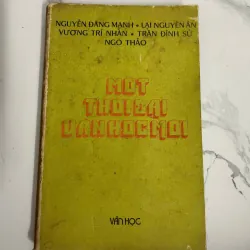 NGUYỄN ĐĂNG MẠNH • LẠI NGUYÊN ÂN
VƯƠNG TRÍ NHÀN • TRẦN ĐÌNH SỬ
NGÔ THẢO
MỘT
THỜI ĐẠI
VĂN HỌC MỚI
VĂN HỌC